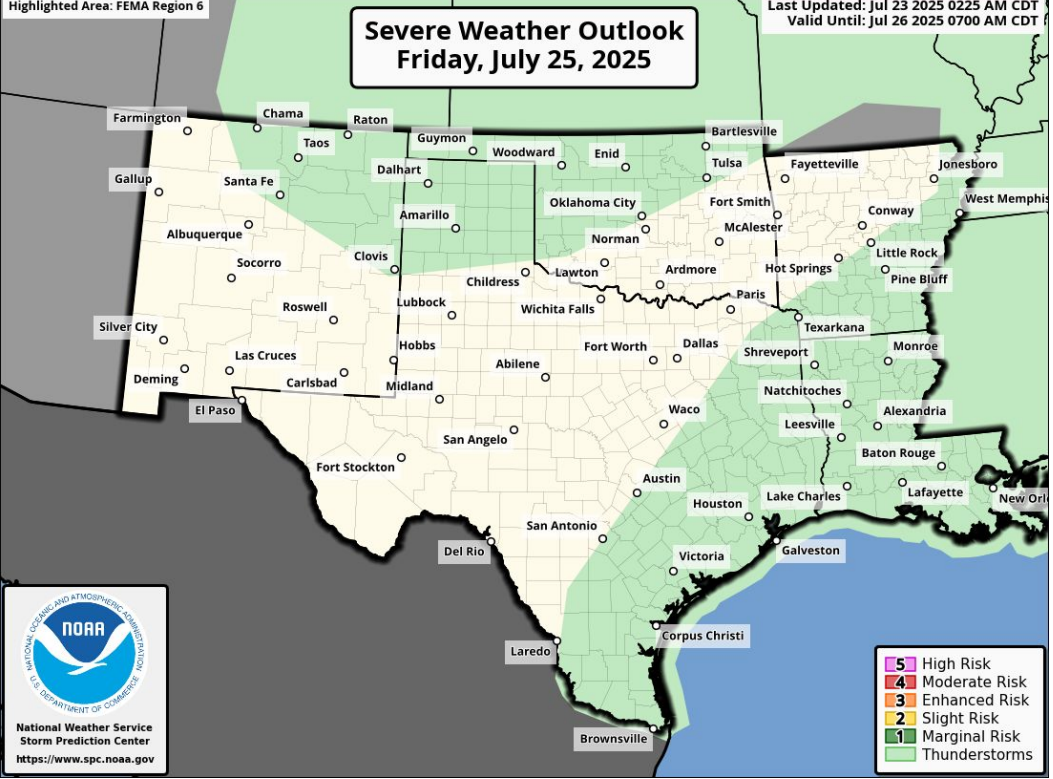 Highlighted Area: FEMA Region 6
Last Updated: Jul 23 2025 0225 AM CDT
Valid Until: Jul 26 2025 0700 AM CDT
Severe Weather Outlook
Friday, July 25, 2025
Farmington
Chama
Raton
Taos
Guymon
Woodward
Enid
Bartlesville
Tulsa
Fayetteville
Jonesboro
Gallup
Santa Fe
Dalhart
Amarillo
Oklahoma City
Fort Smith
West Memphis
Conway
Albuquerque
Norman
McAlester
Little Rock
Socorro
Clovis
Childress
Lawton
Ardmore
Hot Springs
Pine Bluff
Roswell
Lubbock
Wichita Falls
Paris
Silver City
Texarkana
Las Cruces
Hobbs
Abilene
Fort Worth
Dallas
Shreveport
Monroe
Deming
Carlsbad
Midland
Natchitoches
El Paso
Waco
Alexandria
San Angelo
Leesville
Fort Stockton
Baton Rouge
Austin
Lake Charles
Lafayette
New Orl
Houston
San Antonio
Del Rio
Victoria
Galveston
Laredo
Corpus Christi
Brownsville
NATIONAL OCEANIC AND ATMOSPHERIC ADMINISTRATION
NOAA
U.S. DEPARTMENT OF COMMERCE
National Weather Service
Storm Prediction Center
https://www.spc.noaa.gov
5 High Risk
4 Moderate Risk
3 Enhanced Risk
2 Slight Risk
1 Marginal Risk
Thunderstorms